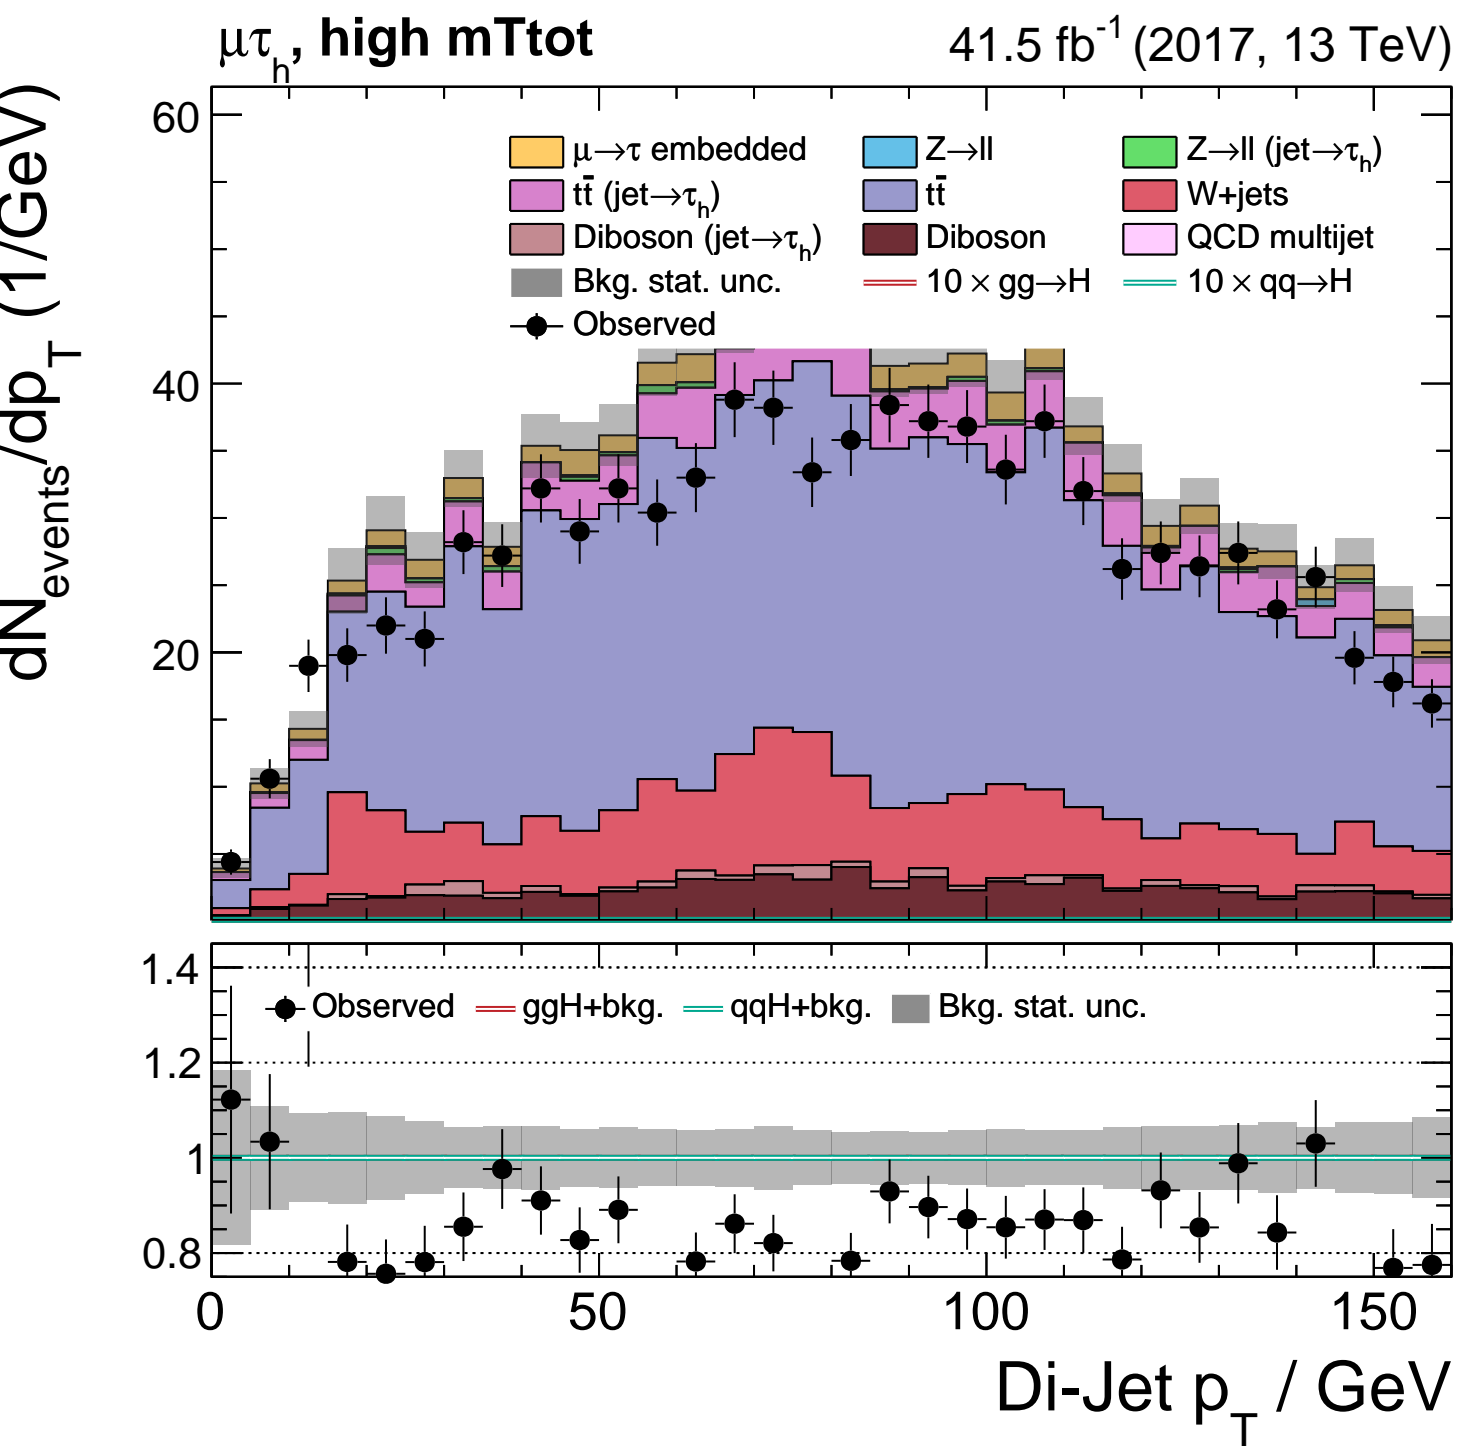 μτh, high mTtot 41.5 fb-1 (2017, 13 TeV)
dNevents/dpT (1/GeV)
60
40
20
μ→τ embedded Z→ll Z→ll (jet→τh)
tt̄ (jet→τh) tt̄ W+jets
Diboson (jet→τh) Diboson QCD multijet
Bkg. stat. unc. 10 × gg→H 10 × qq→H
Observed
1.4
1.2
1
0.8
Observed ggH+bkg. qqH+bkg. Bkg. stat. unc.
0 50 100 150
Di-Jet pT / GeV